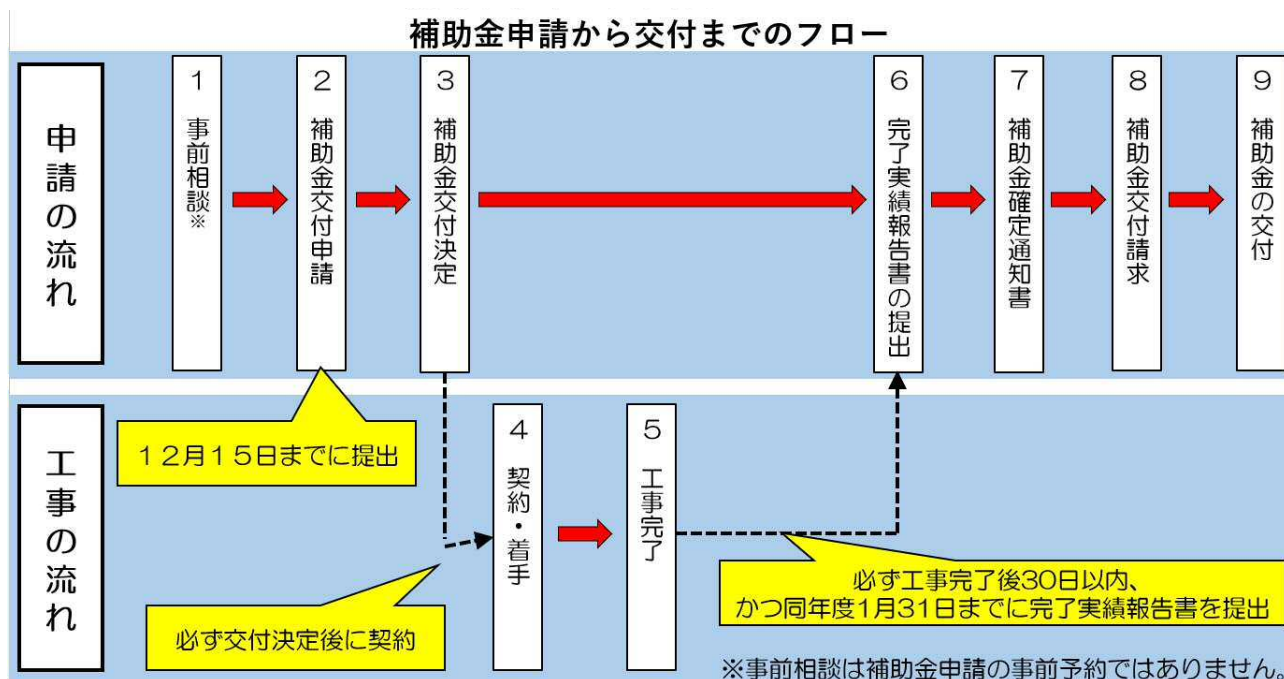 補助金申請から交付までのフロー
申請の流れ
1 事前相談※
2 補助金交付申請
3 補助金交付決定
6 完了実績報告書の提出
7 補助金確定通知書
8 補助金交付請求
9 補助金の交付
12月15日までに提出
工事の流れ
4 契約・着手
5 工事完了
必ず交付決定後に契約
必ず工事完了後30日以内、
かつ同年度1月31日までに完了実績報告書を提出
※事前相談は補助金申請の事前予約ではありません。